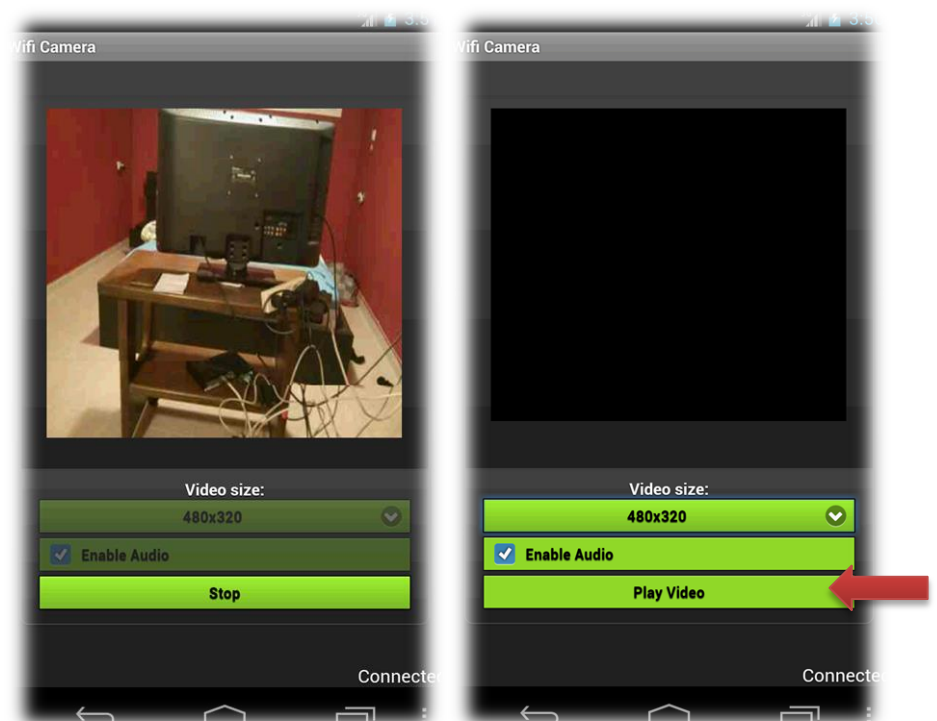 Wifi Camera
Video size:
480x320
Enable Audio
Stop
Wifi Camera
Video size:
480x320
Enable Audio
Play Video